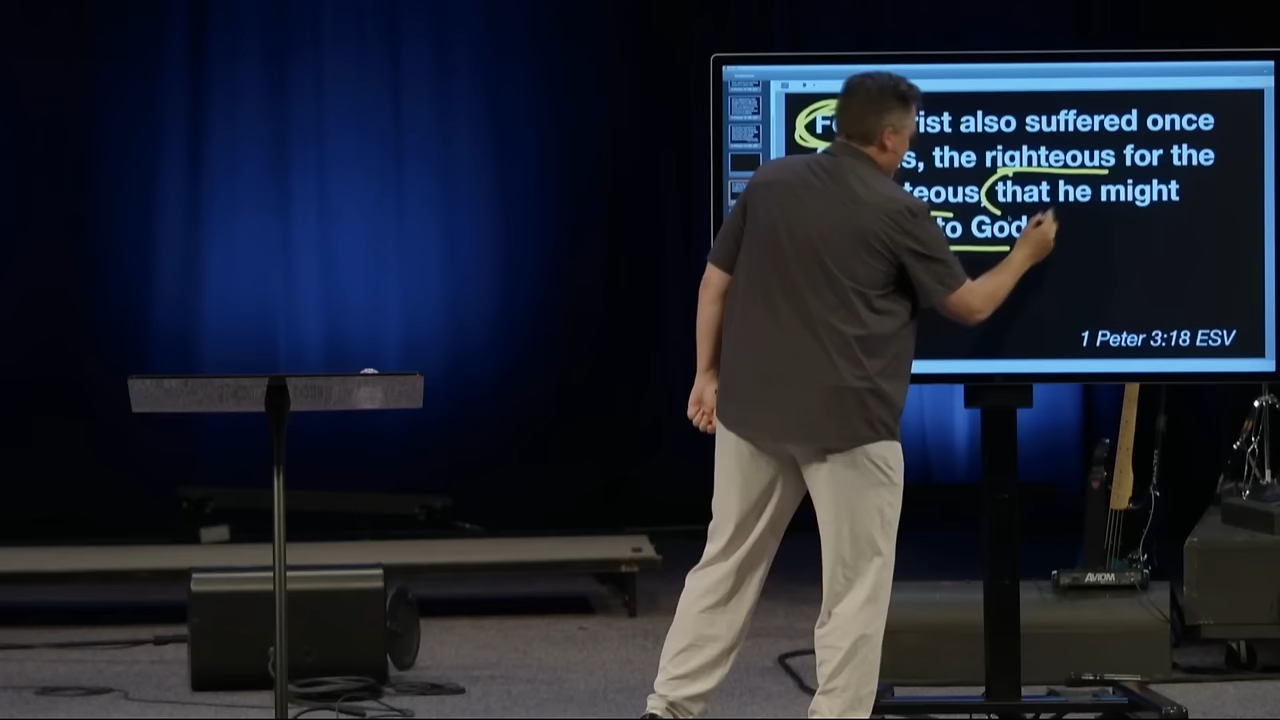 Fo rist also suffered once
s, the righteous for the
teous, that he might
to God
1 Peter 3:18 ESV
AVIOM